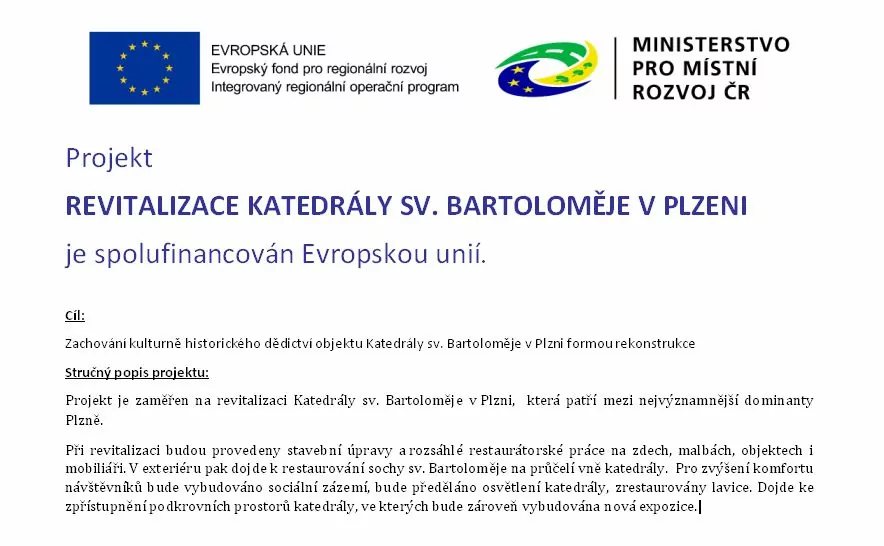 EVROPSKÁ UNIE
Evropský fond pro regionální rozvoj
Integrovaný regionální operační program
MINISTERSTVO
PRO MÍSTNÍ
ROZVOJ ČR
Projekt
REVITALIZACE KATEDRÁLY SV. BARTOLOMĚJE V PLZENI
je spolufinancován Evropskou unií.
Cíl:
Zachování kulturně historického dědictví objektu Katedrály sv. Bartoloměje v Plzni formou rekonstrukce
Stručný popis projektu:
Projekt je zaměřen na revitalizaci Katedrály sv. Bartoloměje v Plzni, která patří mezi nejvýznamnější dominanty
Plzně.
Při revitalizaci budou provedeny stavební úpravy a rozsáhlé restaurátorské práce na zdech, malbách, objektech i
mobiliáři. V exteriéru pak dojde k restaurování sochy sv. Bartoloměje na průčelí vně katedrály. Pro zvýšení komfortu
návštěvníků bude vybudováno sociální zázemí, bude předěláno osvětlení katedrály, zrestaurovány lavice. Dojde ke
zpřístupnění podkrovních prostorů katedrály, ve kterých bude zároveň vybudována nová expozice.